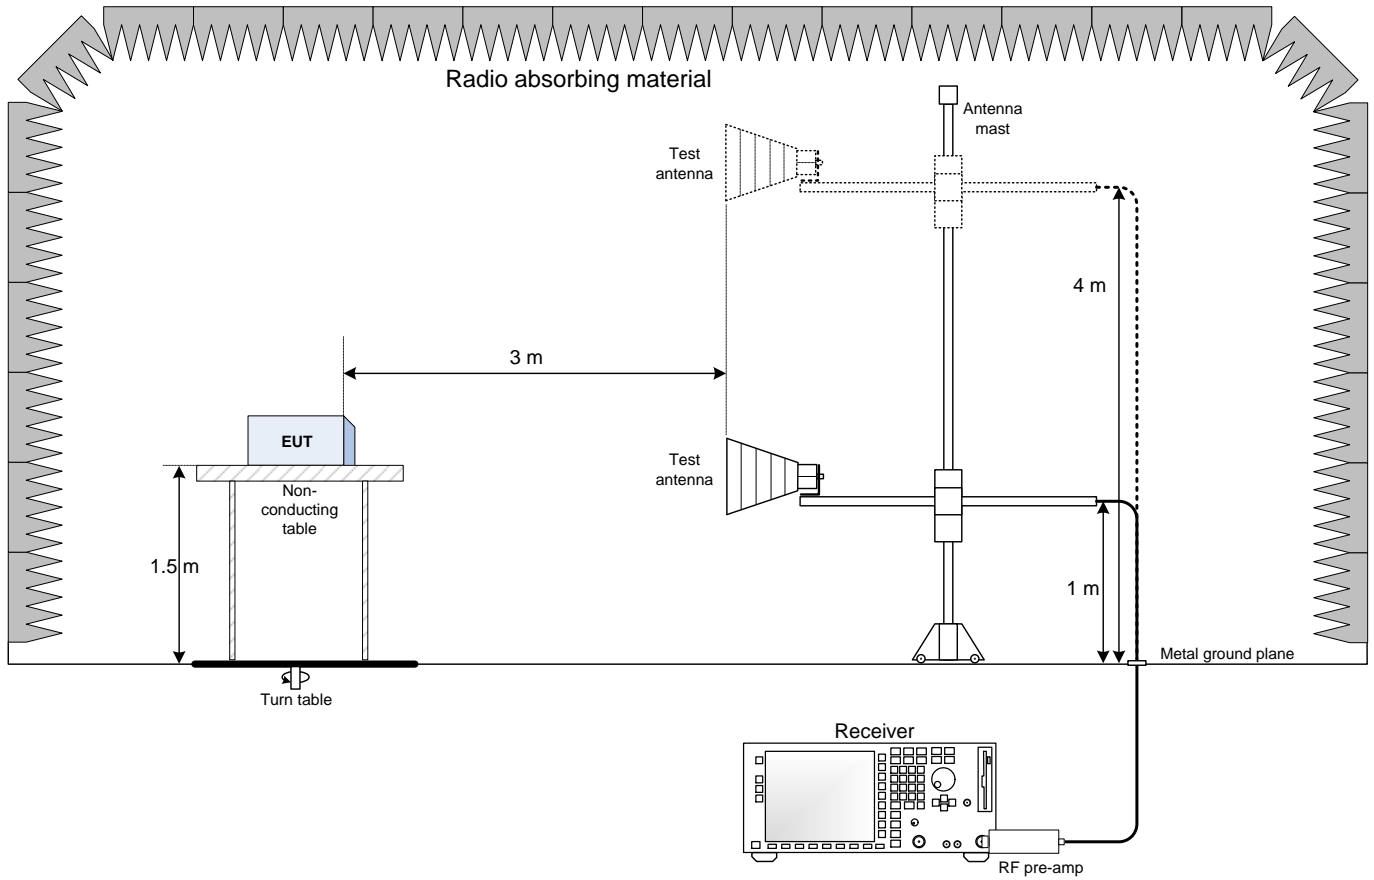 Radio absorbing material
Antenna
mast
Test
antenna
4 m
3 m
EUT
Test
antenna
Non-
conducting
table
1.5 m
1 m
Metal ground plane
Turn table
Receiver
RF pre-amp